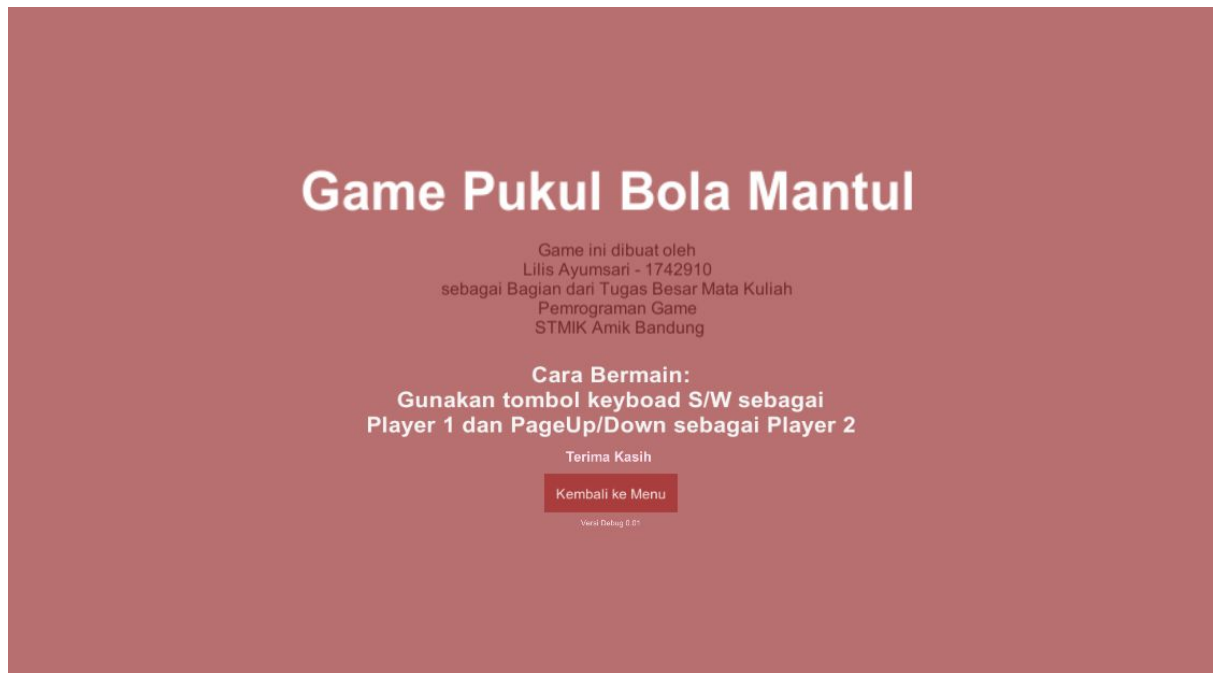 Game Pukul Bola Mantul
Game ini dibuat oleh
Lilis Ayumsari - 1742910
sebagai Bagian dari Tugas Besar Mata Kuliah
Pemrograman Game
STMIK Amik Bandung
Cara Bermain:
Gunakan tombol keyboad S/W sebagai
Player 1 dan PageUp/Down sebagai Player 2
Terima Kasih
Kembali ke Menu
Versi Debug 0.01